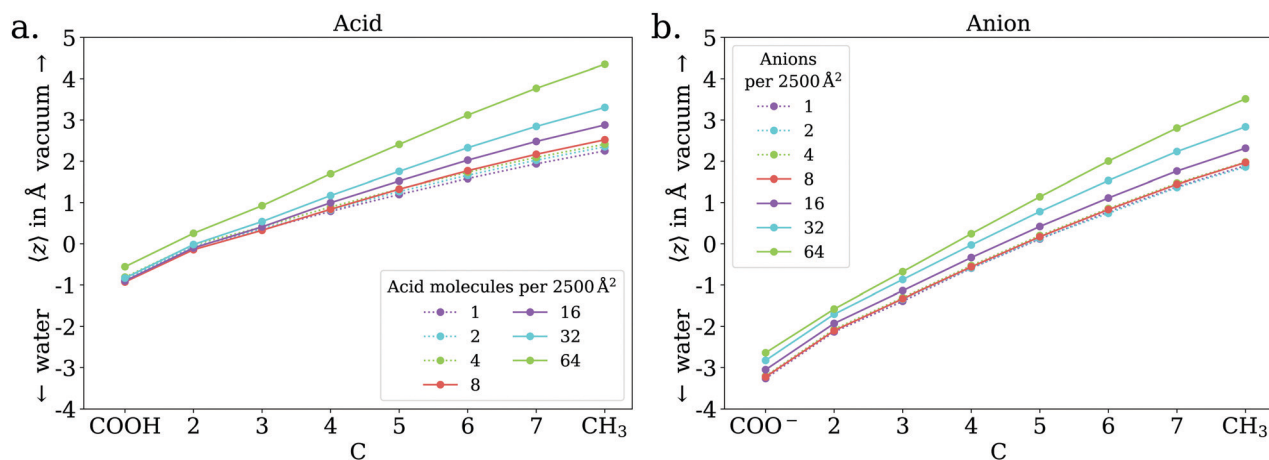 a.
Acid
⟨z⟩ in Å vacuum →
← water
5
4
3
2
1
0
-1
-2
-3
-4
Acid molecules per 2500 Å²
1
2
4
8
16
32
64
COOH 2 3 4 5 6 7 CH₃
C
b.
Anion
⟨z⟩ in Å vacuum →
← water
5
4
3
2
1
0
-1
-2
-3
-4
Anions
per 2500 Å²
1
2
4
8
16
32
64
COO⁻ 2 3 4 5 6 7 CH₃
C